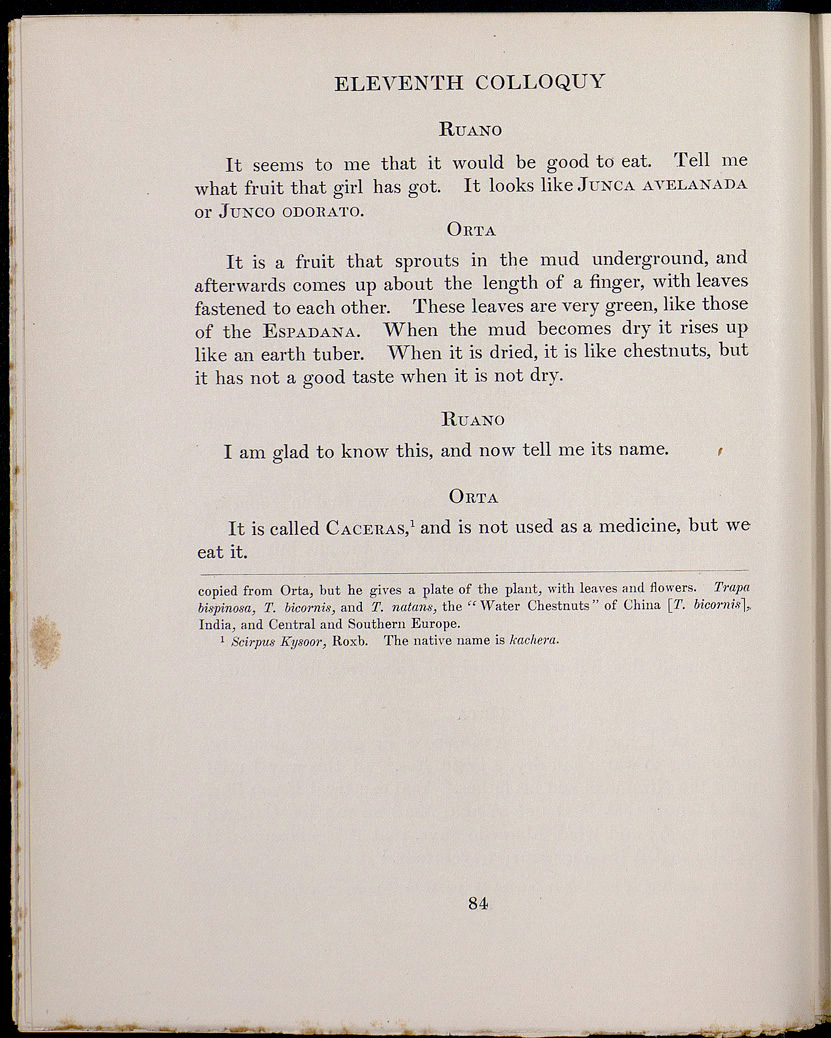 ELEVENTH COLLOQUY
RUANO
It seems to me that it would be good to eat. Tell me
what fruit that girl has got. It looks like JUNCA AVELANADA
or JUNCO ODORATO.
ORTA
It is a fruit that sprouts in the mud underground, and
afterwards comes up about the length of a finger, with leaves
fastened to each other. These leaves are very green, like those
of the ESPADANA. When the mud becomes dry it rises up
like an earth tuber. When it is dried, it is like chestnuts, but
it has not a good taste when it is not dry.
RUANO
I am glad to know this, and now tell me its name.
ORTA
It is called CACERAS,¹ and is not used as a medicine, but we
eat it.
copied from Orta, but he gives a plate of the plant, with leaves and flowers. Trapa
bispinosa, T. bicornis, and T. natans, the “Water Chestnuts” of China [T. bicornis],
India, and Central and Southern Europe.
¹ Scirpus Kysoor, Roxb. The native name is kachera.
84